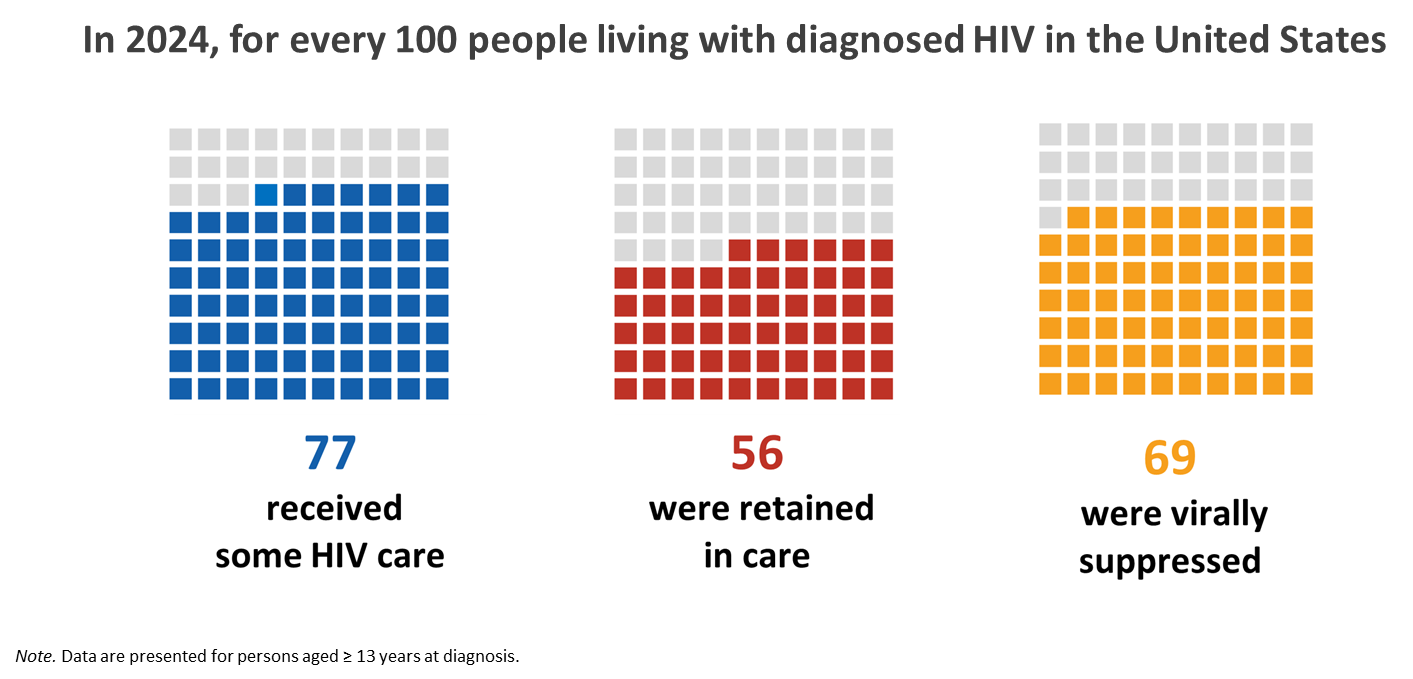 In 2024, for every 100 people living with diagnosed HIV in the United States
77
received
some HIV care
56
were retained
in care
69
were virally
suppressed
Note. Data are presented for persons aged ≥ 13 years at diagnosis.